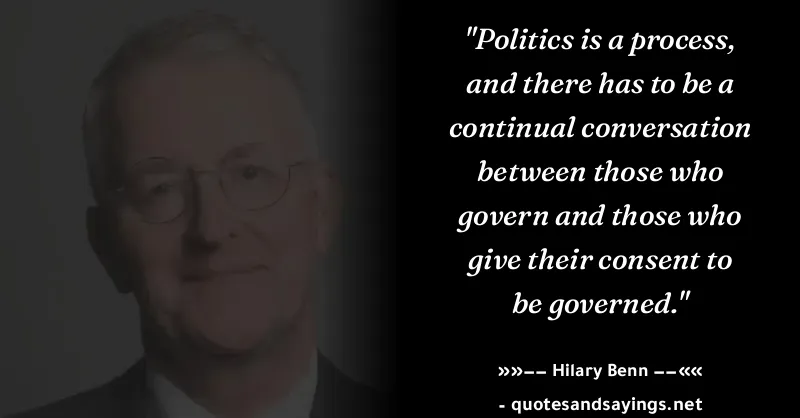 "Politics is a process,
and there has to be a
continual conversation
between those who
govern and those who
give their consent to
be governed."
»»−− Hilary Benn −−««
- quotesandsayings.net